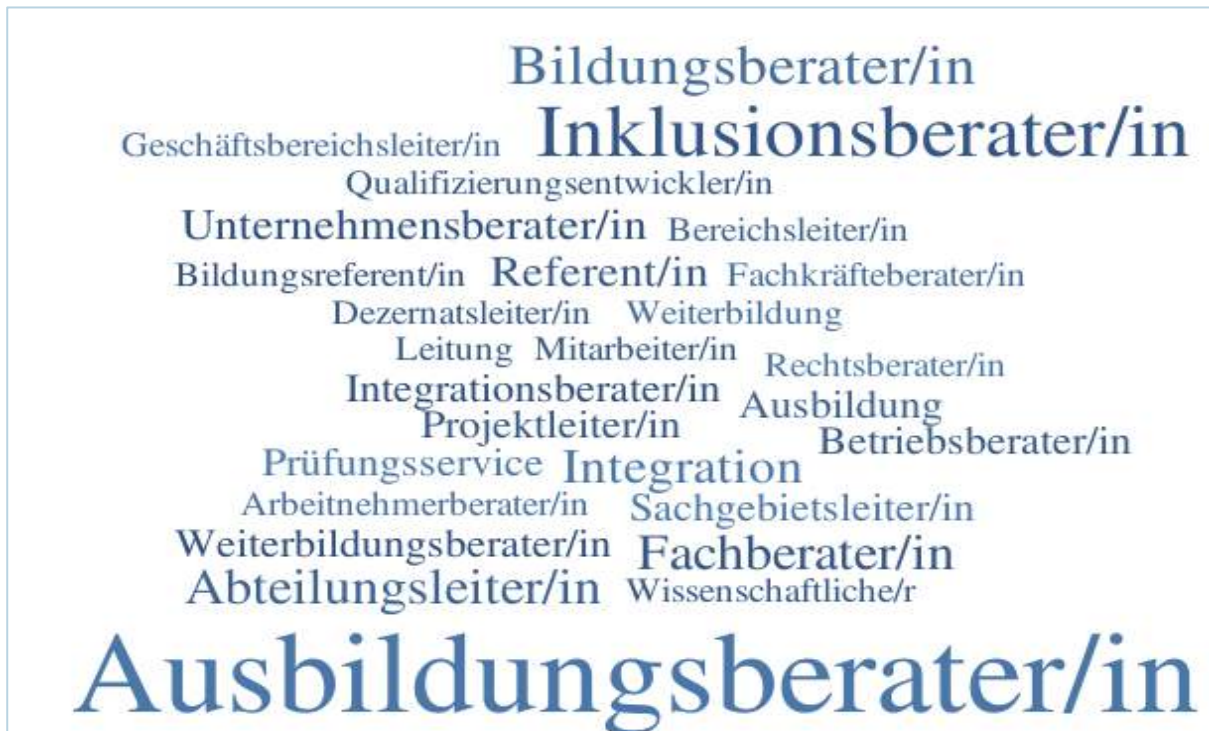 Bildungsberater/in
Geschäftsbereichsleiter/in Inklusionsberater/in
Qualifizierungsentwickler/in
Unternehmensberater/in Bereichsleiter/in
Bildungsreferent/in Referent/in Fachkräfteberater/in
Dezernatsleiter/in Weiterbildung
Leitung Mitarbeiter/in Rechtsberater/in
Integrationsberater/in Ausbildung
Projektleiter/in Betriebsberater/in
Prüfungsservice Integration
Arbeitnehmerberater/in Sachgebietsleiter/in
Weiterbildungsberater/in Fachberater/in
Abteilungsleiter/in Wissenschaftliche/r
Ausbildungsberater/in